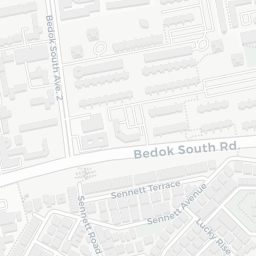 Bedok South Ave. 2
Bedok South Rd.
Sennett Terrace
Sennett Avenue
Sennett Road
Lucky Rise